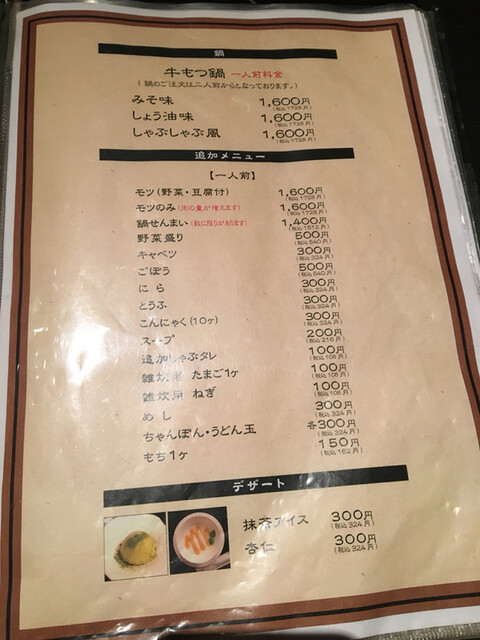 鍋
牛もつ鍋 一人前料金
(鍋のご注文は二人前からとなっております。)
みそ味 1,600円
(税込1728円)
しょう油味 1,600円
(税込1728円)
しゃぶしゃぶ風 1,600円
(税込1728円)
追加メニュー
【一人前】
モツ(野菜・豆腐付) 1,600円
(税込1728円)
モツのみ(肉の量が増えます) 1,600円
(税込1728円)
鍋せんまい(数に限りがあります) 1,400円
(税込1512円)
野菜盛り 500円
(税込540円)
キャベツ 300円
(税込324円)
ごぼう 500円
(税込540円)
にら 300円
(税込324円)
とうふ 300円
(税込324円)
こんにゃく(10ヶ) 300円
(税込324円)
スープ 200円
(税込216円)
追加しゃぶタレ 100円
(税込108円)
雑炊用 たまご1ヶ 100円
(税込108円)
雑炊用 ねぎ 100円
(税込108円)
めし 300円
(税込324円)
ちゃんぽん・うどん玉 各300円
(税込324円)
もち1ヶ 150円
(税込162円)
デザート
抹茶アイス 300円
(税込324円)
杏仁 300円
(税込324円)